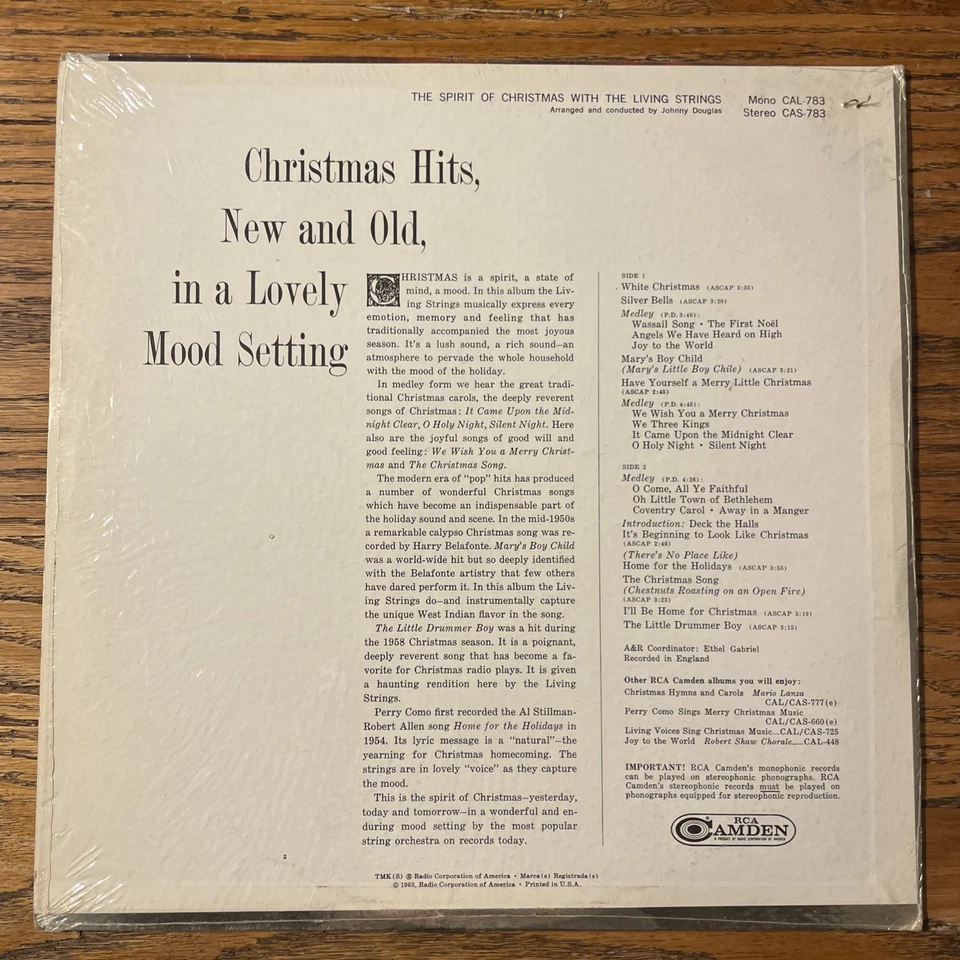 THE SPIRIT OF CHRISTMAS WITH THE LIVING STRINGS
Arranged and conducted by Johnny Douglas
Mono CAL-783
Stereo CAS-783
Christmas Hits,
New and Old,
in a Lovely
Mood Setting
CHRISTMAS is a spirit, a state of
mind, a mood. In this album the Liv-
ing Strings musically express every
emotion, memory and feeling that has
traditionally accompanied the most joyous
season. It's a lush sound, a rich sound—an
atmosphere to pervade the whole household
with the mood of the holiday.
In medley form we hear the great tradi-
tional Christmas carols, the deeply reverent
songs of Christmas: It Came Upon the Mid-
night Clear, O Holy Night, Silent Night. Here
also are the joyful songs of good will and
good feeling: We Wish You a Merry Christ-
mas and The Christmas Song.
The modern era of "pop" hits has produced
a number of wonderful Christmas songs
which have become an indispensable part of
the holiday sound and scene. In the mid-1950s
a remarkable calypso Christmas song was re-
corded by Harry Belafonte. Mary's Boy Child
was a world-wide hit but so deeply identified
with the Belafonte artistry that few others
have dared perform it. In this album the Liv-
ing Strings do—and instrumentally capture
the unique West Indian flavor in the song.
The Little Drummer Boy was a hit during
the 1958 Christmas season. It is a poignant,
deeply reverent song that has become a fa-
vorite for Christmas radio plays. It is given
a haunting rendition here by the Living
Strings.
Perry Como first recorded the Al Stillman-
Robert Allen song Home for the Holidays in
1954. Its lyric message is a "natural"—the
yearning for Christmas homecoming. The
strings are in lovely "voice" as they capture
the mood.
This is the spirit of Christmas—yesterday,
today and tomorrow—in a wonderful and en-
during mood setting by the most popular
string orchestra on records today.
SIDE 1
White Christmas (ASCAP 3:35)
Silver Bells (ASCAP 3:20)
Medley (P.D. 3:40):
Wassail Song • The First Noël
Angels We Have Heard on High
Joy to the World
Mary's Boy Child
(Mary's Little Boy Chile) (ASCAP 3:21)
Have Yourself a Merry Little Christmas
(ASCAP 2:45)
Medley (P.D. 4:45):
We Wish You a Merry Christmas
We Three Kings
It Came Upon the Midnight Clear
O Holy Night • Silent Night
SIDE 2
Medley (P.D. 4:26):
O Come, All Ye Faithful
Oh Little Town of Bethlehem
Coventry Carol • Away in a Manger
Introduction: Deck the Halls
It's Beginning to Look Like Christmas
(ASCAP 2:46)
(There's No Place Like)
Home for the Holidays (ASCAP 3:55)
The Christmas Song
(Chestnuts Roasting on an Open Fire)
(ASCAP 3:23)
I'll Be Home for Christmas (ASCAP 3:19)
The Little Drummer Boy (ASCAP 3:15)
A&R Coordinator: Ethel Gabriel
Recorded in England
Other RCA Camden albums you will enjoy:
Christmas Hymns and Carols Mario Lanza
CAL/CAS-777(e)
Perry Como Sings Merry Christmas Music
CAL/CAS-660(e)
Living Voices Sing Christmas Music....CAL/CAS-725
Joy to the World Robert Shaw Chorale......CAL-448
IMPORTANT! RCA Camden's monophonic records
can be played on stereophonic phonographs. RCA
Camden's stereophonic records must be played on
phonographs equipped for stereophonic reproduction.
RCA
CAMDEN
A PRODUCT OF RADIO CORPORATION OF AMERICA
2
TMK(S) ® Radio Corporation of America • Marca(s) Registrada(s)
© 1963, Radio Corporation of America • Printed in U.S.A.